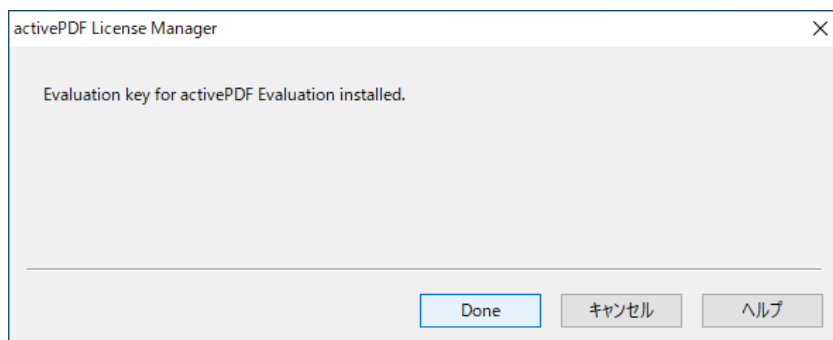 activePDF License Manager
Evaluation key for activePDF Evaluation installed.
Done
キャンセル
ヘルプ